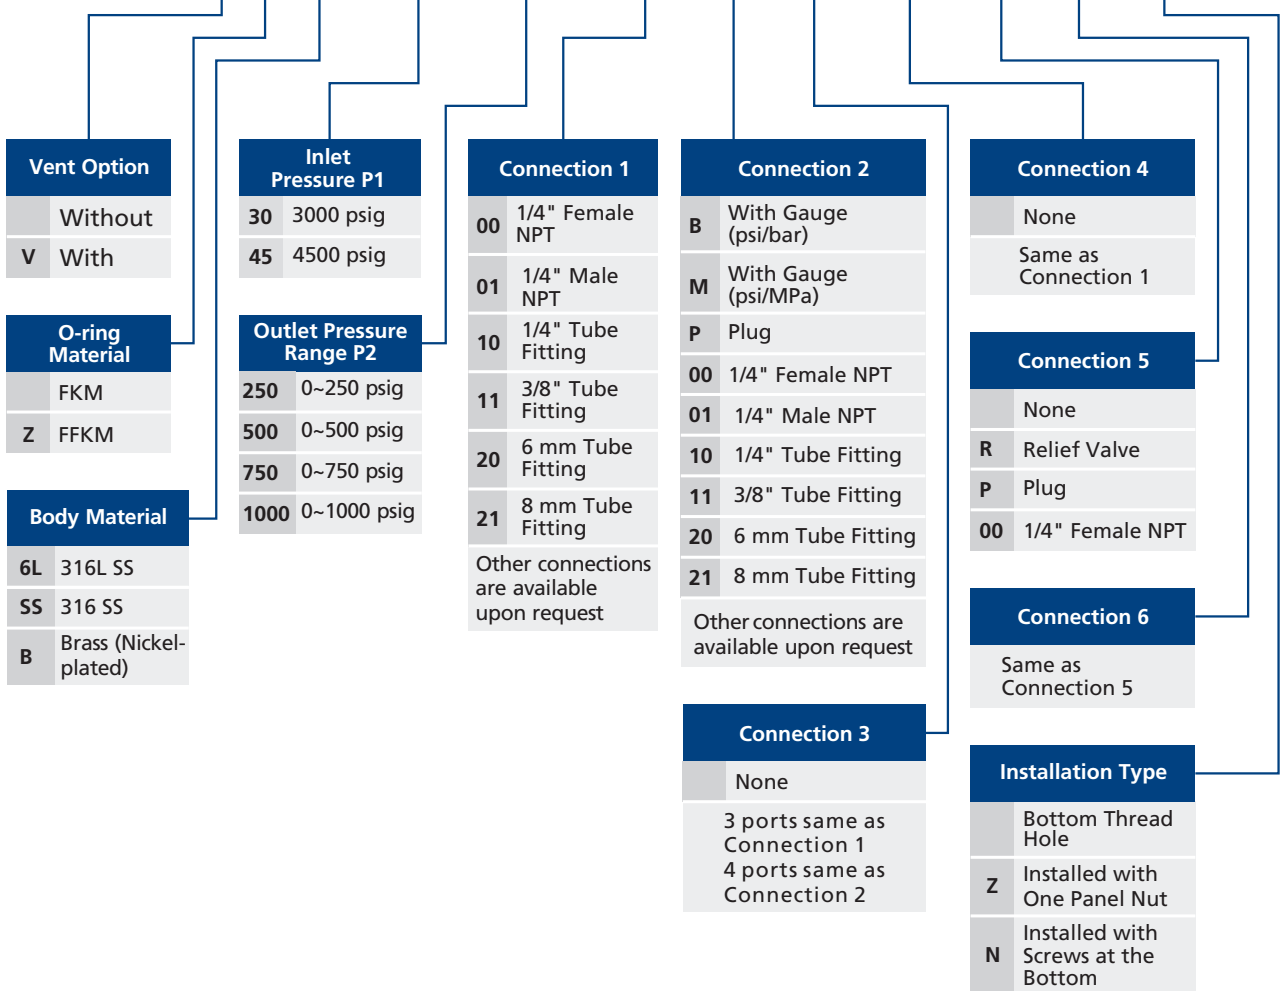 Vent Option
Without
V With
O-ring
Material
FKM
Z FFKM
Body Material
6L 316L SS
SS 316 SS
B Brass (Nickel-
plated)
Inlet
Pressure P1
30 3000 psig
45 4500 psig
Outlet Pressure
Range P2
250 0~250 psig
500 0~500 psig
750 0~750 psig
1000 0~1000 psig
Connection 1
00 1/4" Female
NPT
01 1/4" Male
NPT
10 1/4" Tube
Fitting
11 3/8" Tube
Fitting
20 6 mm Tube
Fitting
21 8 mm Tube
Fitting
Other connections
are available
upon request
Connection 2
B With Gauge
(psi/bar)
M With Gauge
(psi/MPa)
P Plug
00 1/4" Female NPT
01 1/4" Male NPT
10 1/4" Tube Fitting
11 3/8" Tube Fitting
20 6 mm Tube Fitting
21 8 mm Tube Fitting
Other connections are
available upon request
Connection 3
None
3 ports same as
Connection 1
4 ports same as
Connection 2
Connection 4
None
Same as
Connection 1
Connection 5
None
R Relief Valve
P Plug
00 1/4" Female NPT
Connection 6
Same as
Connection 5
Installation Type
Bottom Thread
Hole
Z Installed with
One Panel Nut
N Installed with
Screws at the
Bottom